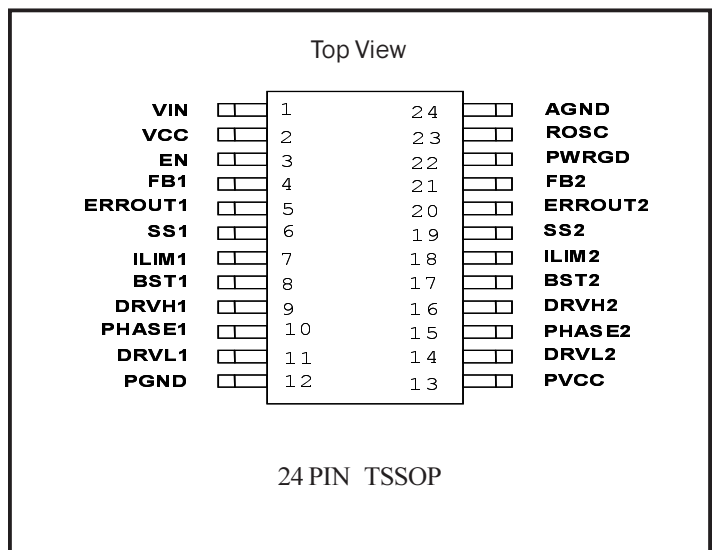 Top View
VIN 1 24 AGND
VCC 2 23 ROSC
EN 3 22 PWRGD
FB1 4 21 FB2
ERROUT1 5 20 ERROUT2
SS1 6 19 SS2
ILIM1 7 18 ILIM2
BST1 8 17 BST2
DRVH1 9 16 DRVH2
PHASE1 10 15 PHASE2
DRVL1 11 14 DRVL2
PGND 12 13 PVCC
24 PIN TSSOP